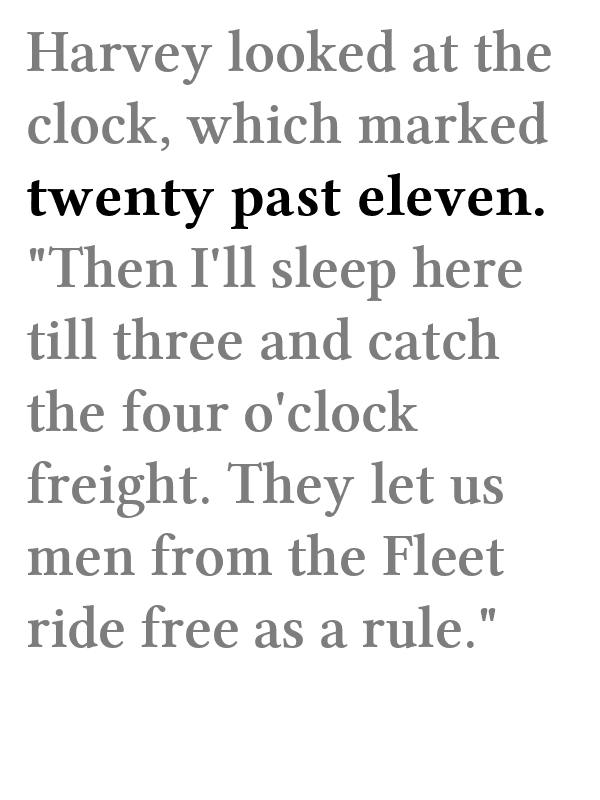 Harvey looked at the
clock, which marked
twenty past eleven.
"Then I'll sleep here
till three and catch
the four o'clock
freight. They let us
men from the Fleet
ride free as a rule."